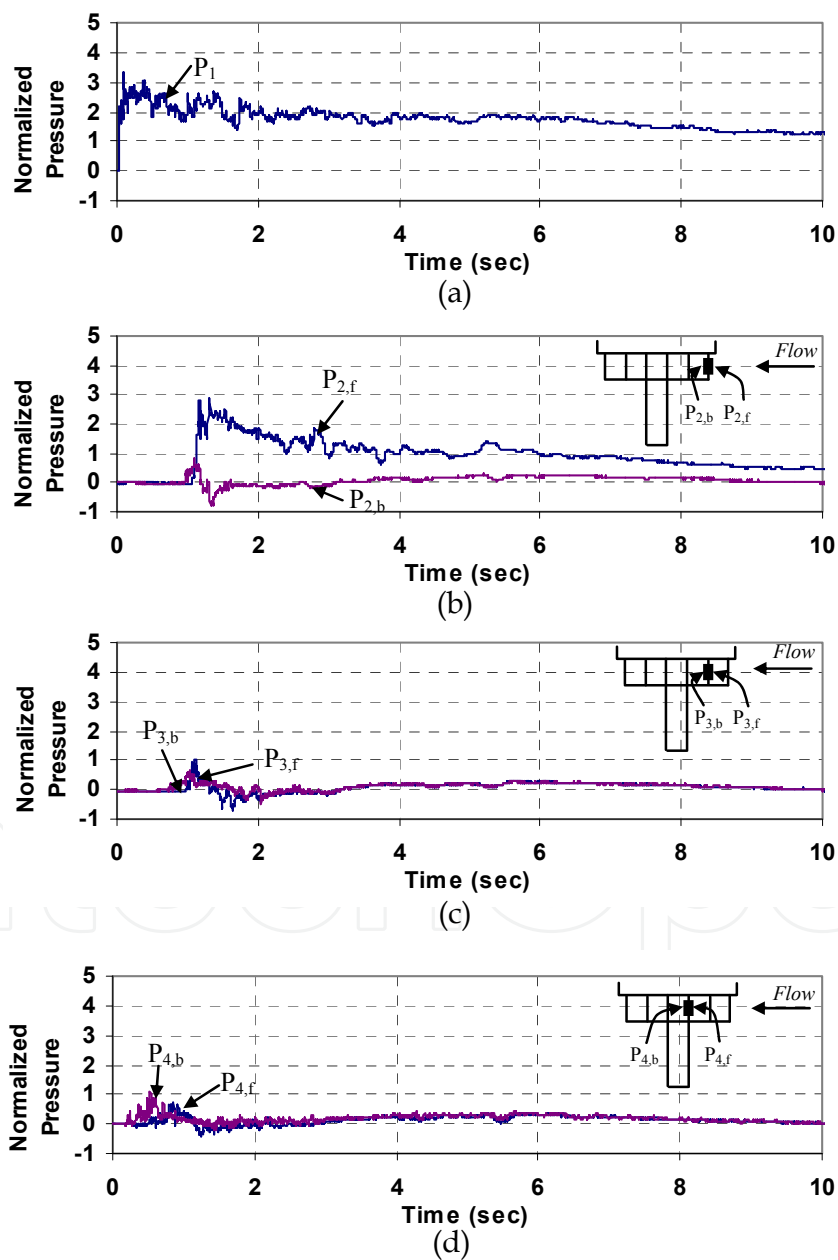 5
4
3
2
1
0
-1
Normalized
Pressure
P1
0 2 4 6 8 10
Time (sec)
(a)
5
4
3
2
1
0
-1
Normalized
Pressure
P2,f
P2,b
Flow
P2,b P2,f
0 2 4 6 8 10
Time (sec)
(b)
5
4
3
2
1
0
-1
Normalized
Pressure
P3,b
P3,f
Flow
P3,b P3,f
0 2 4 6 8 10
Time (sec)
(c)
5
4
3
2
1
0
-1
Normalized
Pressure
P4,b
P4,f
Flow
P4,b P4,f
0 2 4 6 8 10
Time (sec)
(d)